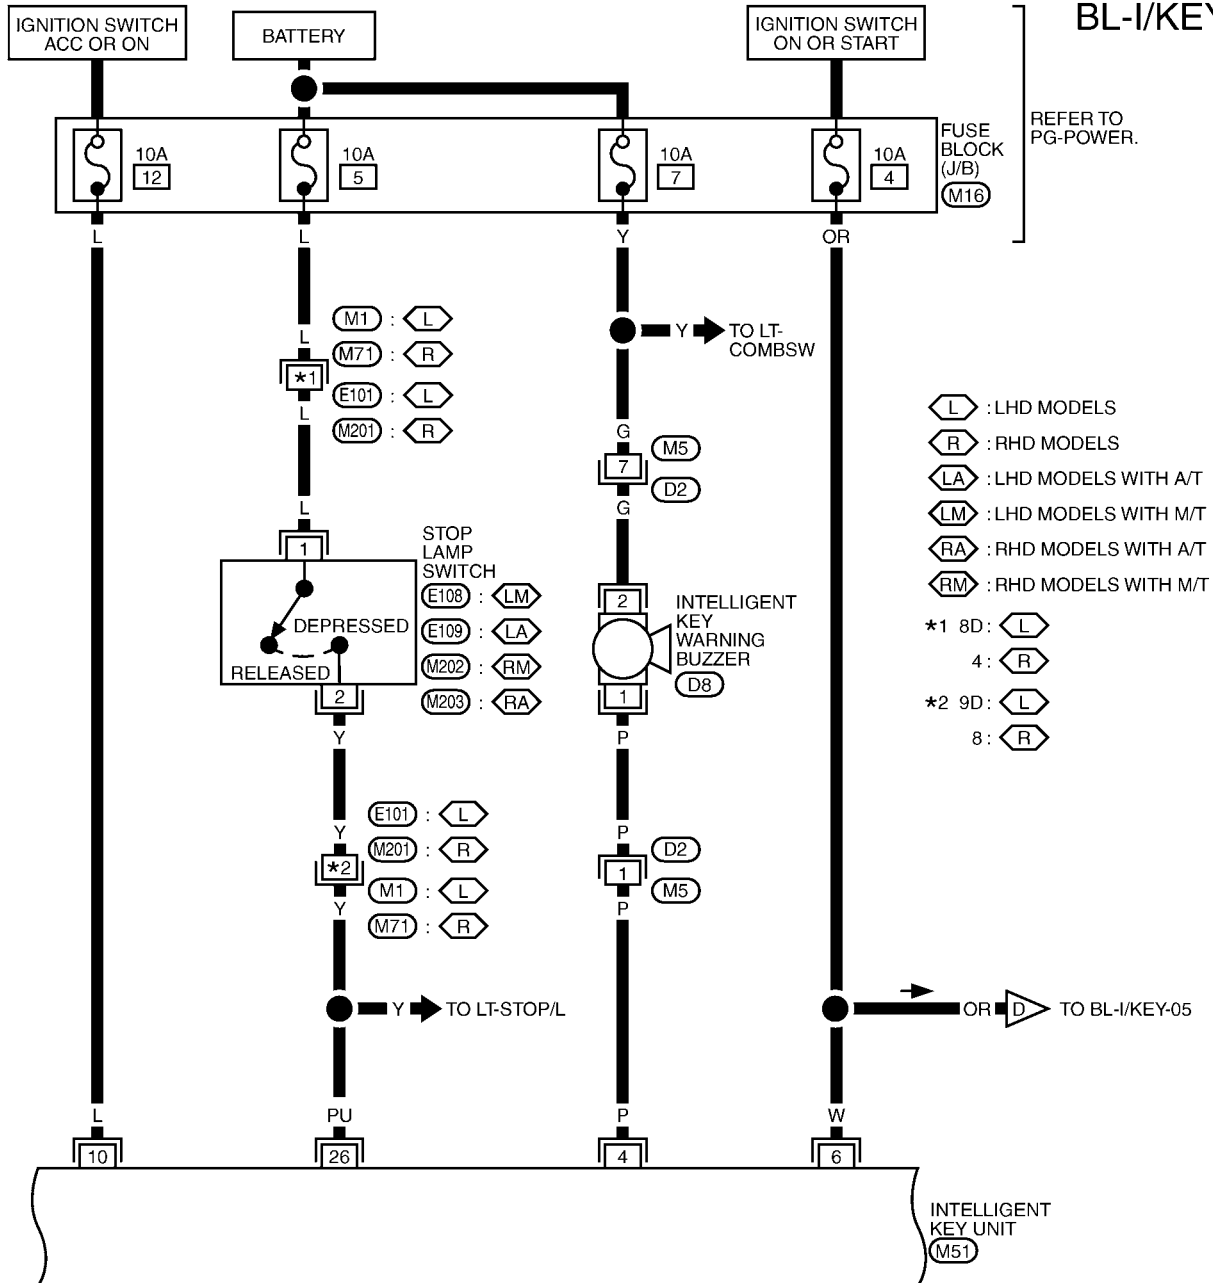 BL-I/KEY
IGNITION SWITCH
ACC OR ON
BATTERY
IGNITION SWITCH
ON OR START
REFER TO
PG-POWER.
10A
12
10A
5
10A
7
10A
4
FUSE
BLOCK
(J/B)
M16
L
L
Y
OR
M1 : L
M71 : R
E101 : L
M201 : R
L
*1
L
L
Y
TO LT-
COMBSW
G
7
G
M5
D2
L : LHD MODELS
R : RHD MODELS
LA : LHD MODELS WITH A/T
LM : LHD MODELS WITH M/T
RA : RHD MODELS WITH A/T
RM : RHD MODELS WITH M/T
*1 8D: L
4: R
*2 9D: L
8: R
1
STOP
LAMP
SWITCH
E108 : LM
E109 : LA
M202 : RM
M203 : RA
DEPRESSED
RELEASED
2
2
INTELLIGENT
KEY
WARNING
BUZZER
D8
1
Y
P
E101 : L
M201 : R
M1 : L
M71 : R
Y
*2
Y
P
1
P
D2
M5
Y
TO LT-STOP/L
OR
D
TO BL-I/KEY-05
L
PU
P
W
10
26
4
6
INTELLIGENT
KEY UNIT
M51